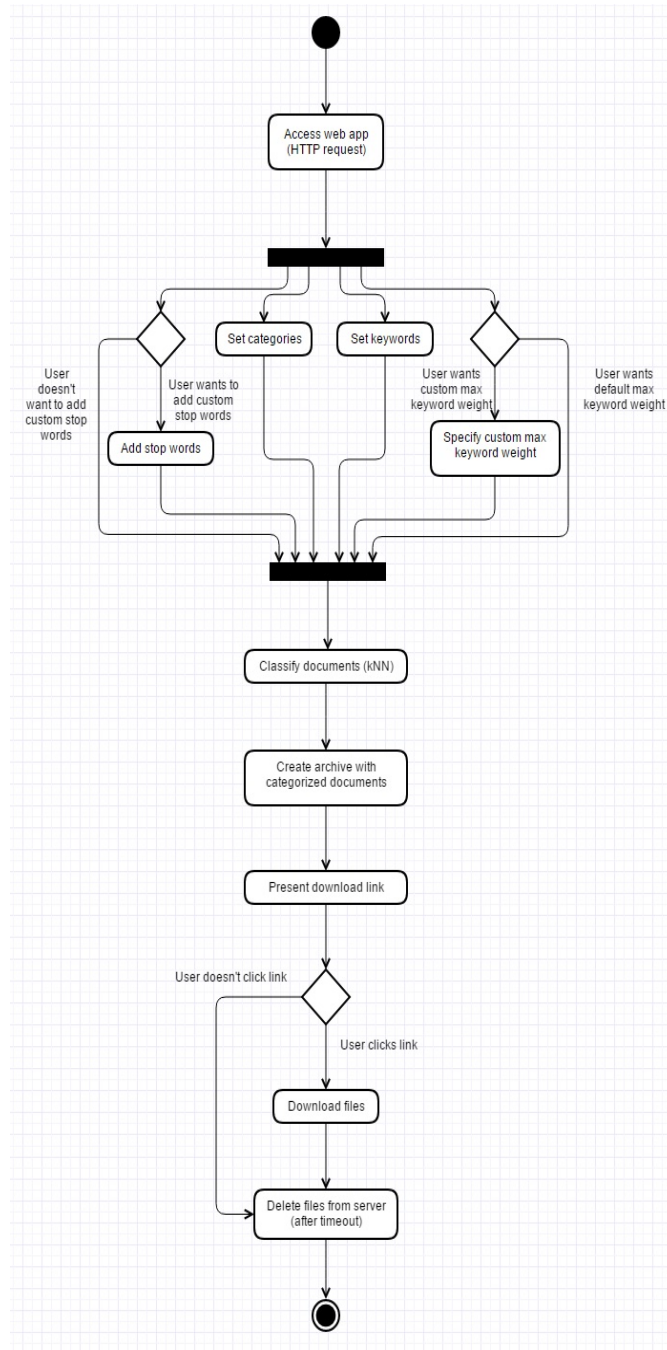 Access web app
(HTTP request)
Set categories
Set keywords
User
doesn't
want to add
custom stop
words
User wants to
add custom
stop words
User wants
custom max
keyword weight
User wants
default max
keyword weight
Add stop words
Specify custom max
keyword weight
Classify documents (kNN)
Create archive with
categorized documents
Present download link
User doesn't click link
User clicks link
Download files
Delete files from server
(after timeout)